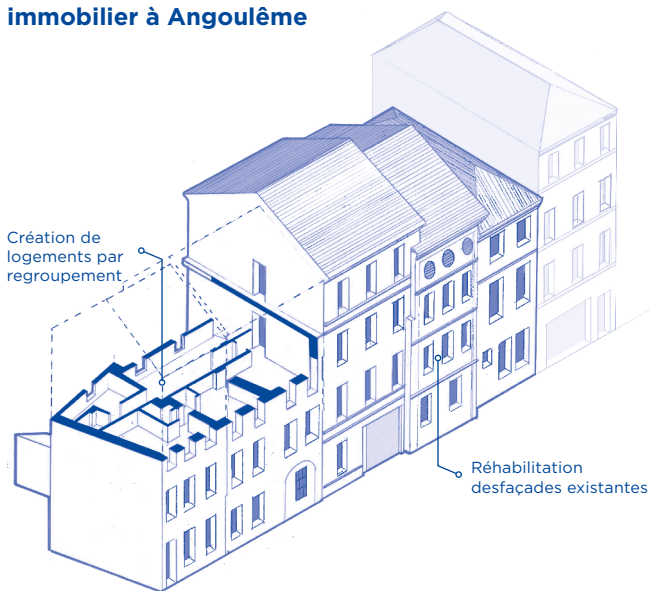 immobilier à Angoulême
Création de
logements par
regroupement
Réhabilitation
desfaçades existantes